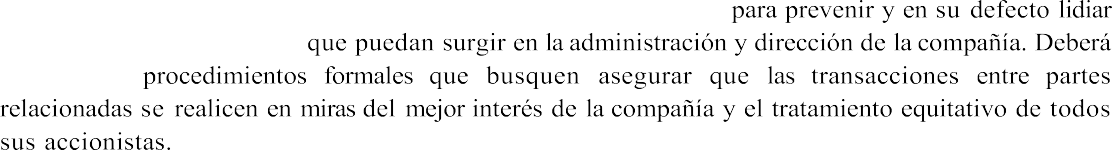 para prevenir y en su defecto lidiar
que puedan surgir en la administración y dirección de la compañía. Deberá
procedimientos formales que busquen asegurar que las transacciones entre partes
relacionadas se realicen en miras del mejor interés de la compañía y el tratamiento equitativo de todos
sus accionistas.